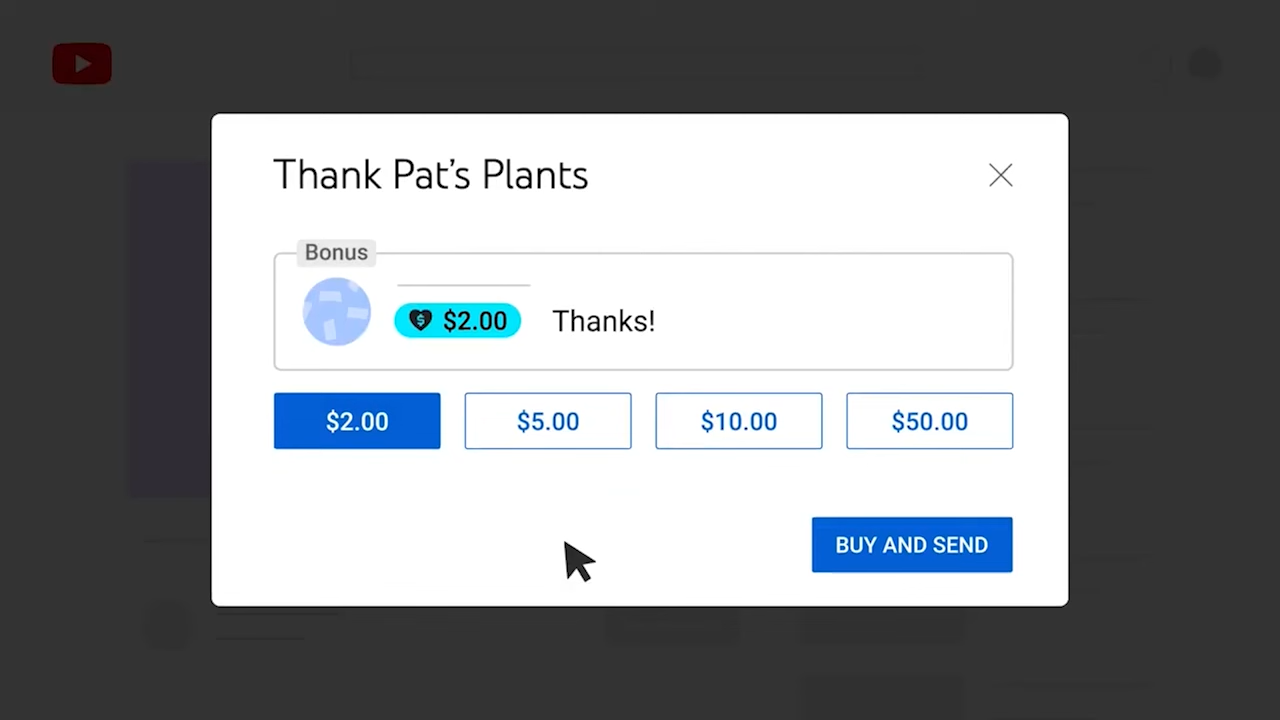 Thank Pat's Plants
Bonus
$2.00 Thanks!
$2.00 $5.00 $10.00 $50.00
BUY AND SEND